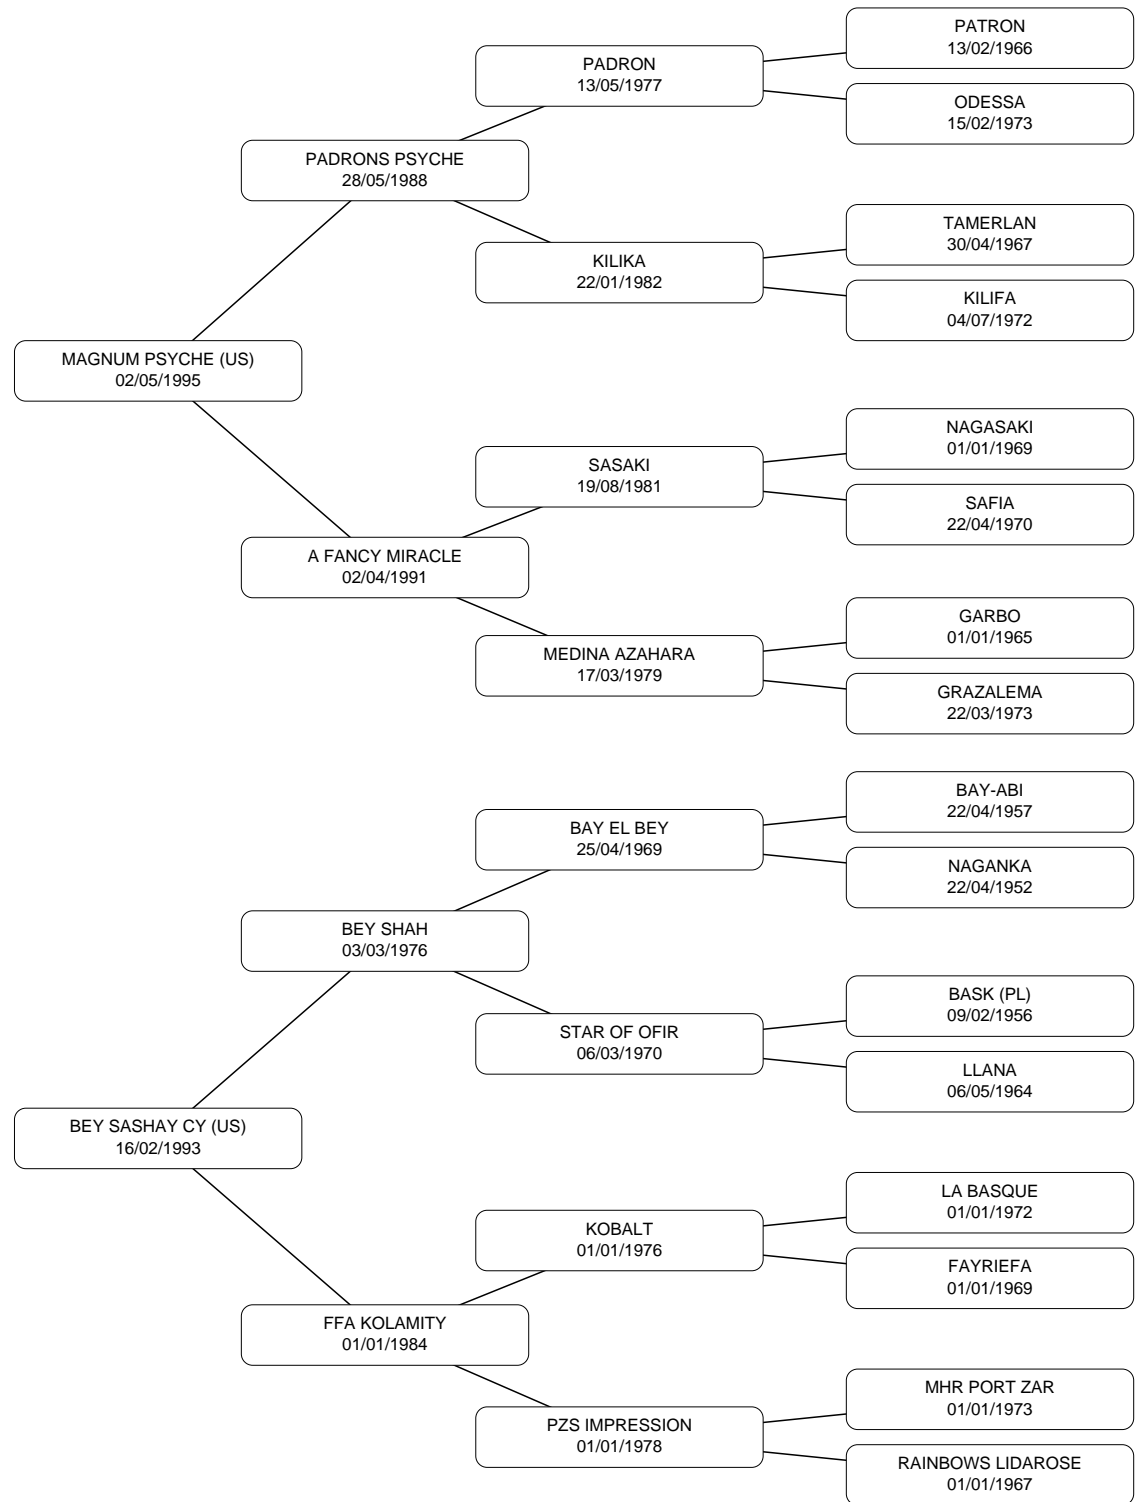 PATRON
13/02/1966
PADRON
13/05/1977
ODESSA
15/02/1973
PADRONS PSYCHE
28/05/1988
TAMERLAN
30/04/1967
KILIKA
22/01/1982
KILIFA
04/07/1972
MAGNUM PSYCHE (US)
02/05/1995
NAGASAKI
01/01/1969
SASAKI
19/08/1981
SAFIA
22/04/1970
A FANCY MIRACLE
02/04/1991
GARBO
01/01/1965
MEDINA AZAHARA
17/03/1979
GRAZALEMA
22/03/1973
BAY-ABI
22/04/1957
BAY EL BEY
25/04/1969
NAGANKA
22/04/1952
BEY SHAH
03/03/1976
BASK (PL)
09/02/1956
STAR OF OFIR
06/03/1970
LLANA
06/05/1964
BEY SASHAY CY (US)
16/02/1993
LA BASQUE
01/01/1972
KOBALT
01/01/1976
FAYRIEFA
01/01/1969
FFA KOLAMITY
01/01/1984
MHR PORT ZAR
01/01/1973
PZS IMPRESSION
01/01/1978
RAINBOWS LIDAROSE
01/01/1967